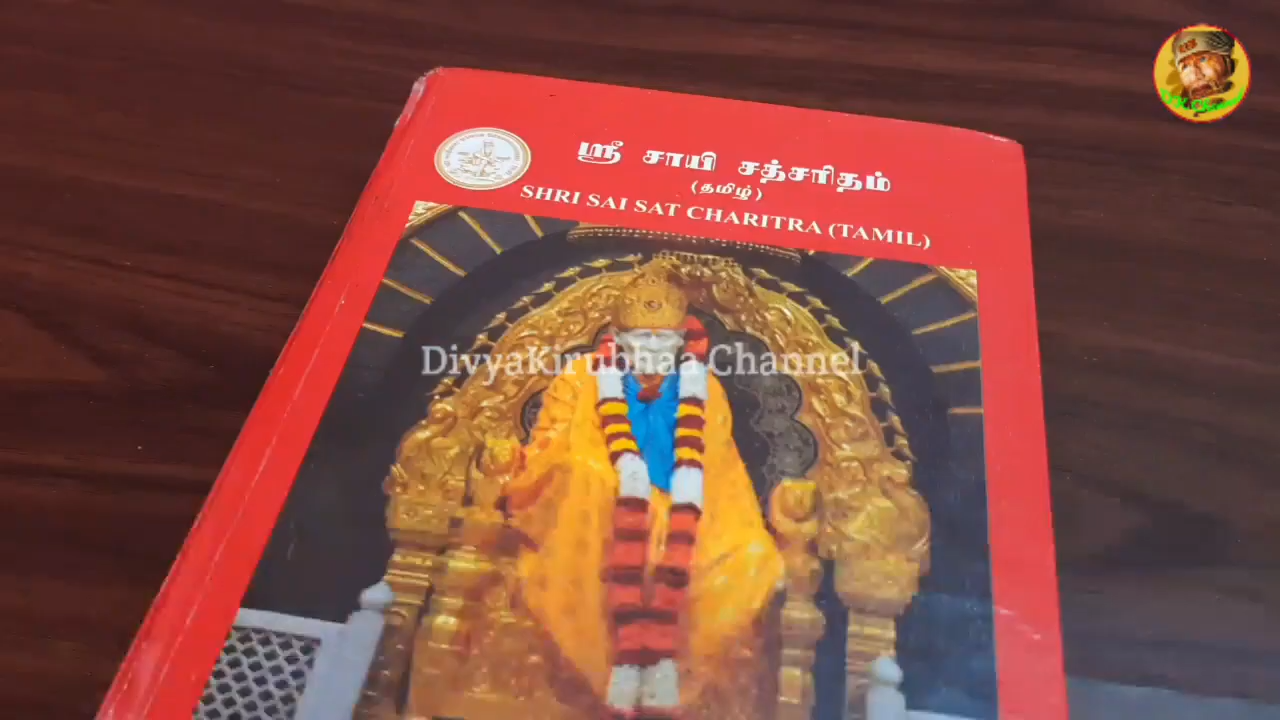 ஸ்ரீ சாயி சத்சரிதம்
(தமிழ்)
SHRI SAI SAT CHARITRA (TAMIL)
DivyaKirubhaa Channel